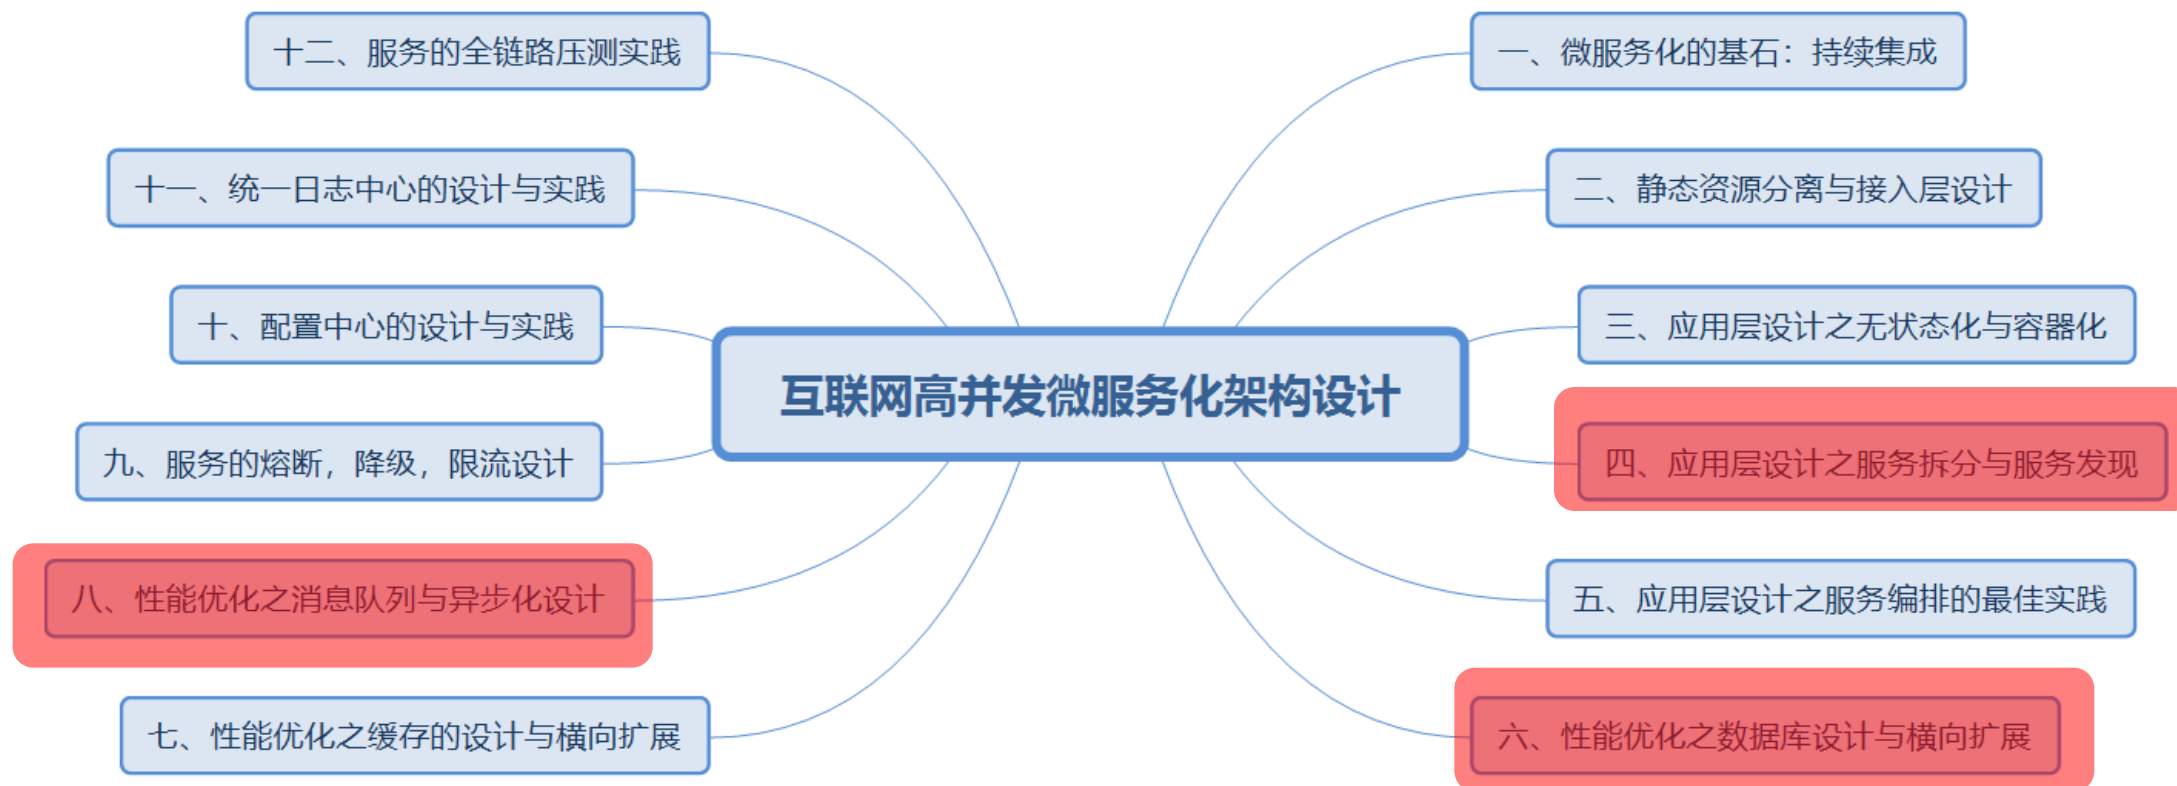 互联网高并发微服务化架构设计
一、微服务化的基石：持续集成
二、静态资源分离与接入层设计
三、应用层设计之无状态化与容器化
四、应用层设计之服务拆分与服务发现
五、应用层设计之服务编排的最佳实践
六、性能优化之数据库设计与横向扩展
七、性能优化之缓存的设计与横向扩展
八、性能优化之消息队列与异步化设计
九、服务的熔断，降级，限流设计
十、配置中心的设计与实践
十一、统一日志中心的设计与实践
十二、服务的全链路压测实践